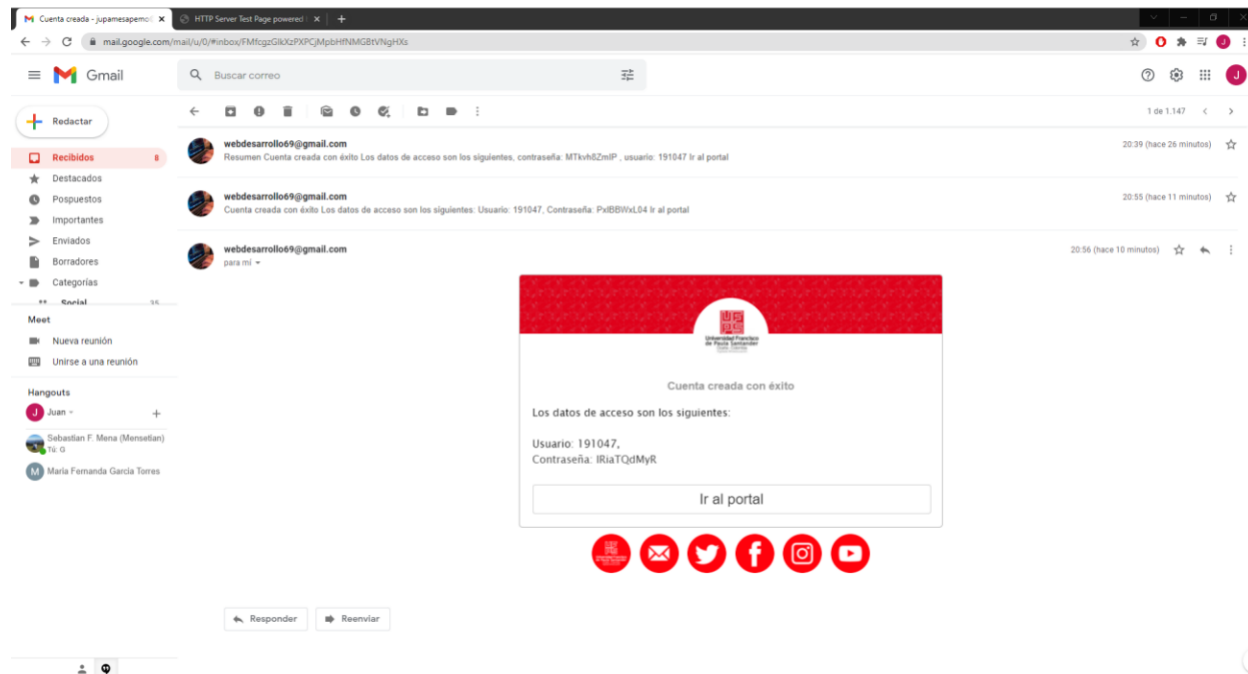 Cuenta creada - jupamesapemo
HTTP Server Test Page powered
mail.google.com/mail/u/0/#inbox/FMfcgzGlkXzPXPCjMpbHfNMGBtVNgHXs
Gmail
Buscar correo
J
Redactar
1 de 1.147
Recibidos 8
Destacados
Pospuestos
Importantes
Enviados
Borradores
Categorías
Social 35
Meet
Nueva reunión
Unirse a una reunión
Hangouts
J Juan
Sebastian F. Mena (Mensetian)
Tú: G
M Maria Fernanda Garcia Torres
webdesarrollo69@gmail.com
20:39 (hace 26 minutos)
Resumen Cuenta creada con éxito Los datos de acceso son los siguientes, contraseña: MTkvh8ZmIP , usuario: 191047 Ir al portal
webdesarrollo69@gmail.com
20:55 (hace 11 minutos)
Cuenta creada con éxito Los datos de acceso son los siguientes: Usuario: 191047, Contraseña: PxIBBWxL04 Ir al portal
webdesarrollo69@gmail.com
20:56 (hace 10 minutos)
para mí
Universidad Francisco
de Paula Santander
Cuenta creada con éxito
Los datos de acceso son los siguientes:
Usuario: 191047,
Contraseña: IRiaTQdMyR
Ir al portal
Responder
Reenviar